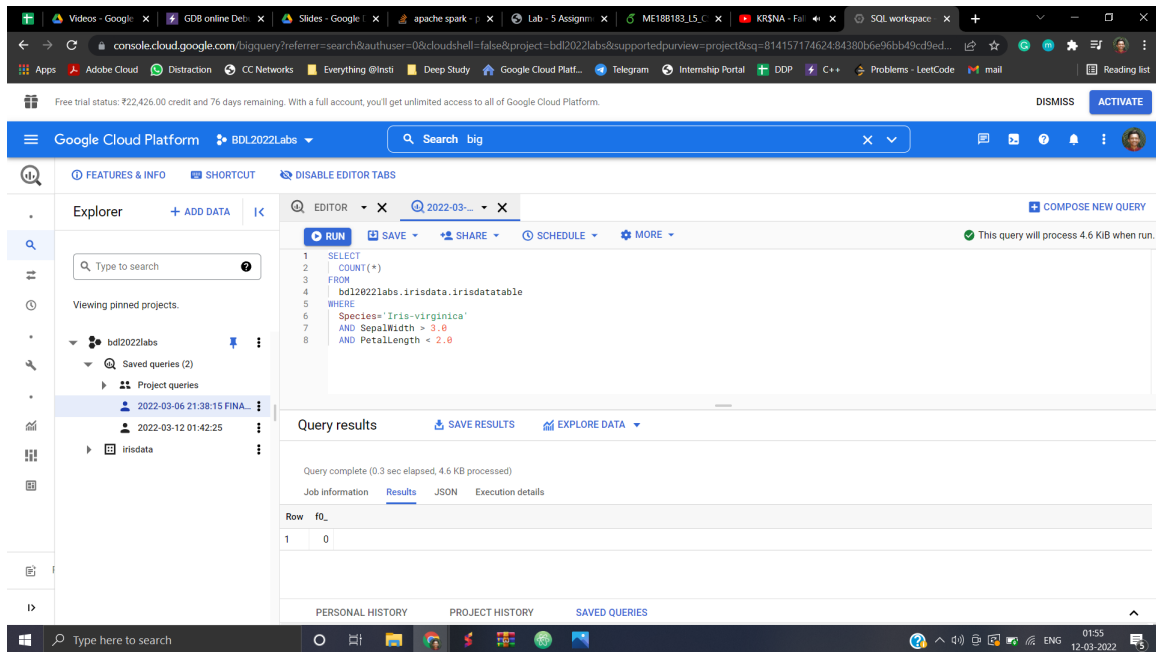 Videos - Google
GDB online Deb
Slides - Google
apache spark - p
Lab - 5 Assignm
ME18B183_L5_C
KR$NA - Fal
SQL workspace
console.cloud.google.com/bigquery?referrer=search&authuser=0&cloudshell=false&project=bdl2022labs&supportedpurview=project&sq=814157174624:84380b6e96bb49cd9ed...
Apps
Adobe Cloud
Distraction
CC Networks
Everything @Insti
Deep Study
Google Cloud Platf...
Telegram
Internship Portal
DDP
C++
Problems - LeetCode
mail
Reading list
Free trial status: ₹22,426.00 credit and 76 days remaining. With a full account, you'll get unlimited access to all of Google Cloud Platform.
DISMISS
ACTIVATE
Google Cloud Platform
BDL2022Labs
Search big
FEATURES & INFO
SHORTCUT
DISABLE EDITOR TABS
Explorer
+ ADD DATA
EDITOR
2022-03-...
COMPOSE NEW QUERY
RUN
SAVE
SHARE
SCHEDULE
MORE
This query will process 4.6 KiB when run.
Type to search
Viewing pinned projects.
bdl2022labs
Saved queries (2)
Project queries
2022-03-06 21:38:15 FINA...
2022-03-12 01:42:25
irisdata
1 SELECT
2 COUNT(*)
3 FROM
4 bdl2022labs.irisdata.irisdatatable
5 WHERE
6 Species='Iris-virginica'
7 AND SepalWidth > 3.0
8 AND PetalLength < 2.0
Query results
SAVE RESULTS
EXPLORE DATA
Query complete (0.3 sec elapsed, 4.6 KB processed)
Job information
Results
JSON
Execution details
Row f0_
1 0
PERSONAL HISTORY
PROJECT HISTORY
SAVED QUERIES
Type here to search
ENG
01:55
12-03-2022
5